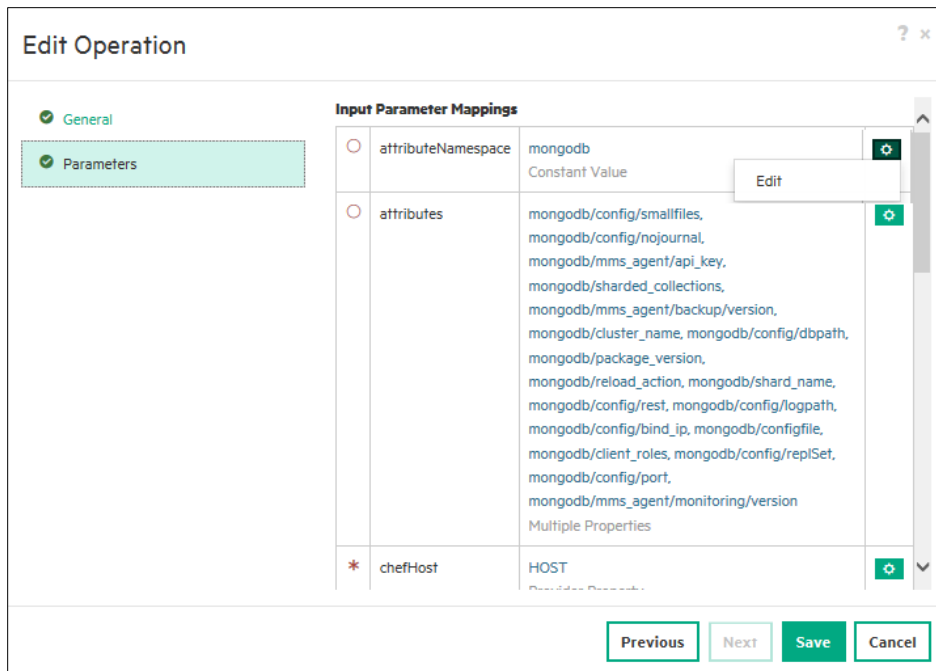 Edit Operation
? ×
General
Parameters
Input Parameter Mappings
attributeNamespace
mongodb
Constant Value
Edit
attributes
mongodb/config/smallfiles,
mongodb/config/nojournal,
mongodb/mms_agent/api_key,
mongodb/sharded_collections,
mongodb/mms_agent/backup/version,
mongodb/cluster_name, mongodb/config/dbpath,
mongodb/package_version,
mongodb/reload_action, mongodb/shard_name,
mongodb/config/rest, mongodb/config/logpath,
mongodb/config/bind_ip, mongodb/configfile,
mongodb/client_roles, mongodb/config/replSet,
mongodb/config/port,
mongodb/mms_agent/monitoring/version
Multiple Properties
* chefHost
HOST
Provider Property
Previous
Next
Save
Cancel